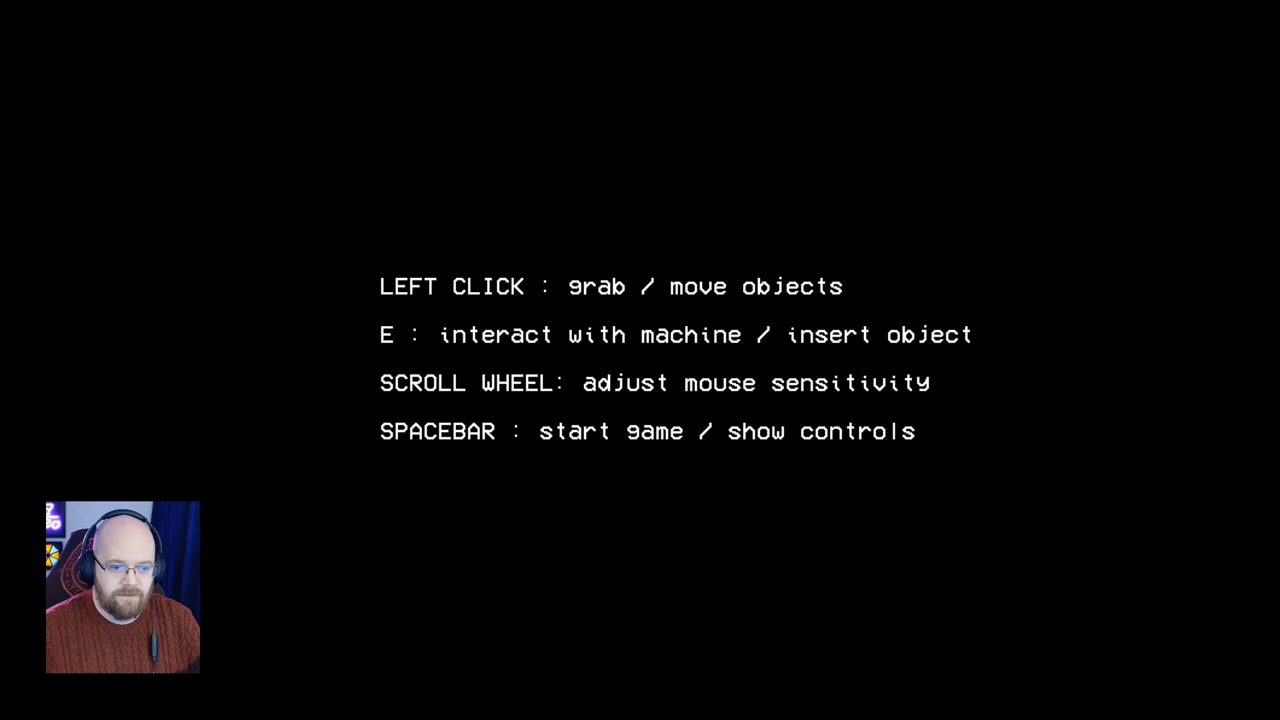 LEFT CLICK : grab / move objects
E : interact with machine / insert object
SCROLL WHEEL: adjust mouse sensitivity
SPACEBAR : start game / show controls